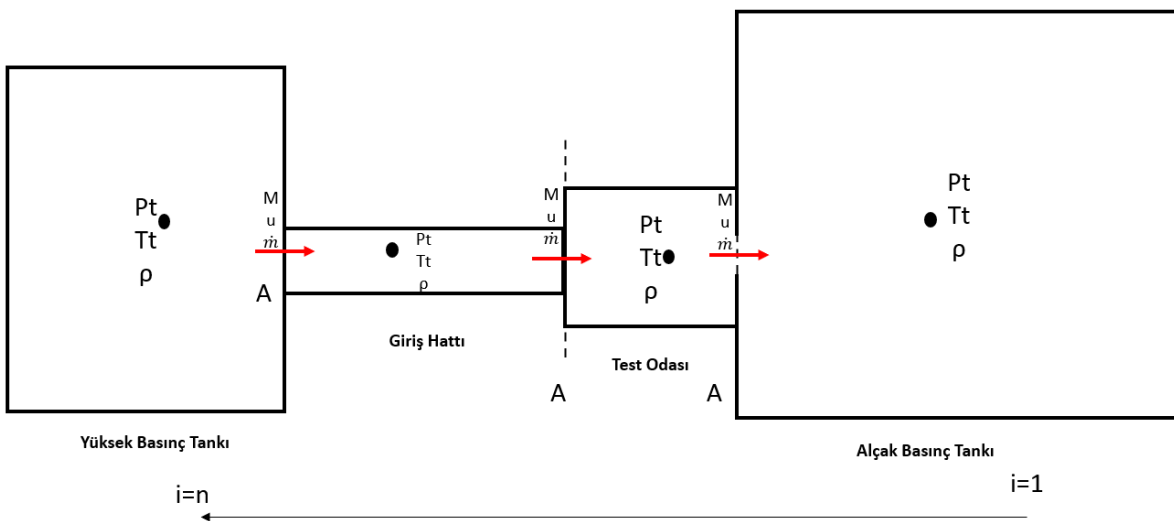 Pt
Tt
ρ
M
u
ṁ
A
Pt
Tt
ρ
Giriş Hattı
M
u
ṁ
A
Pt
Tt
ρ
Test Odası
M
u
ṁ
A
Pt
Tt
ρ
Yüksek Basınç Tankı
Alçak Basınç Tankı
i=n
i=1